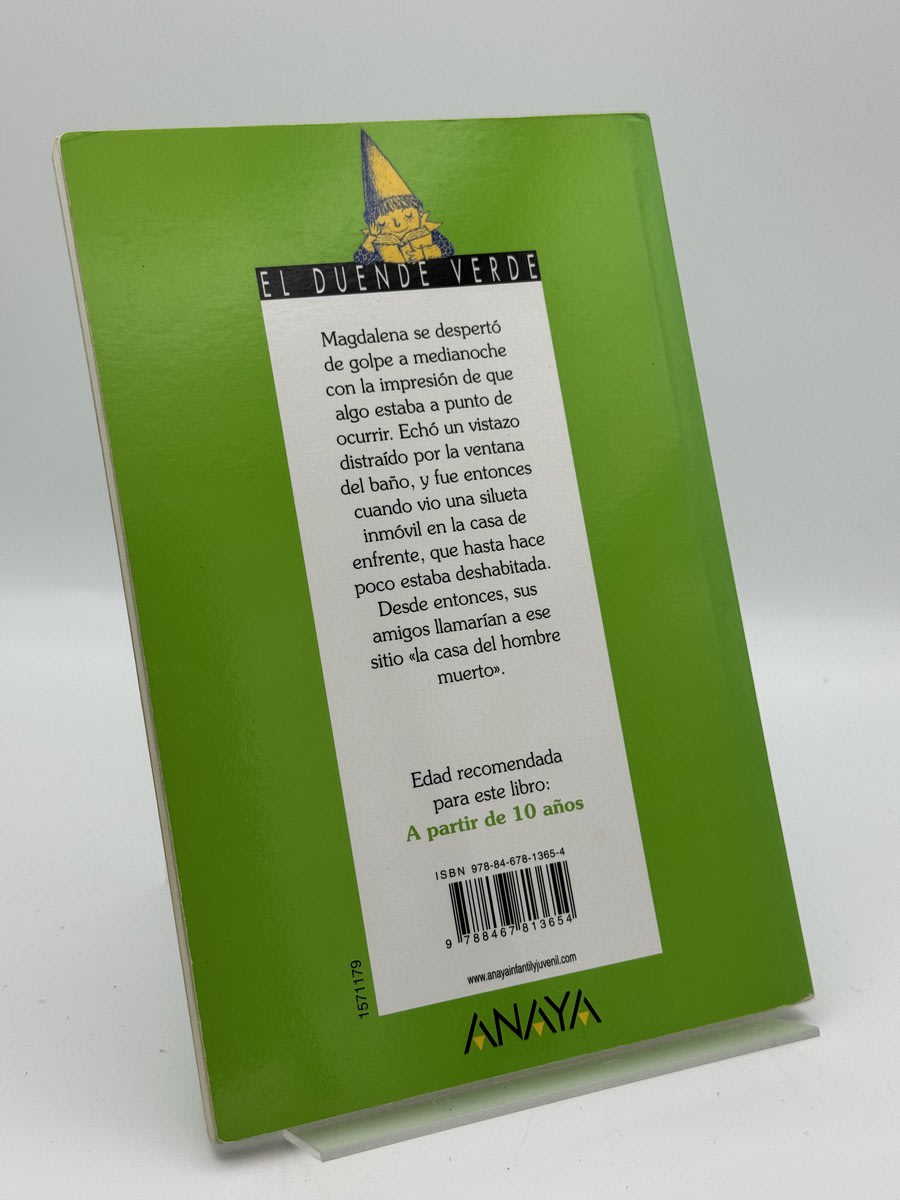 EL DUENDE VERDE
Magdalena se despertó
de golpe a medianoche
con la impresión de que
algo estaba a punto de
ocurrir. Echó un vistazo
distraído por la ventana
del baño, y fue entonces
cuando vio una silueta
inmóvil en la casa de
enfrente, que hasta hace
poco estaba deshabitada.
Desde entonces, sus
amigos llamarían a ese
sitio «la casa del hombre
muerto».
Edad recomendada
para este libro:
A partir de 10 años
ISBN 978-84-678-1365-4
9 788467 813654
www.anayainfantilyjuvenil.com
1571179
ANAYA